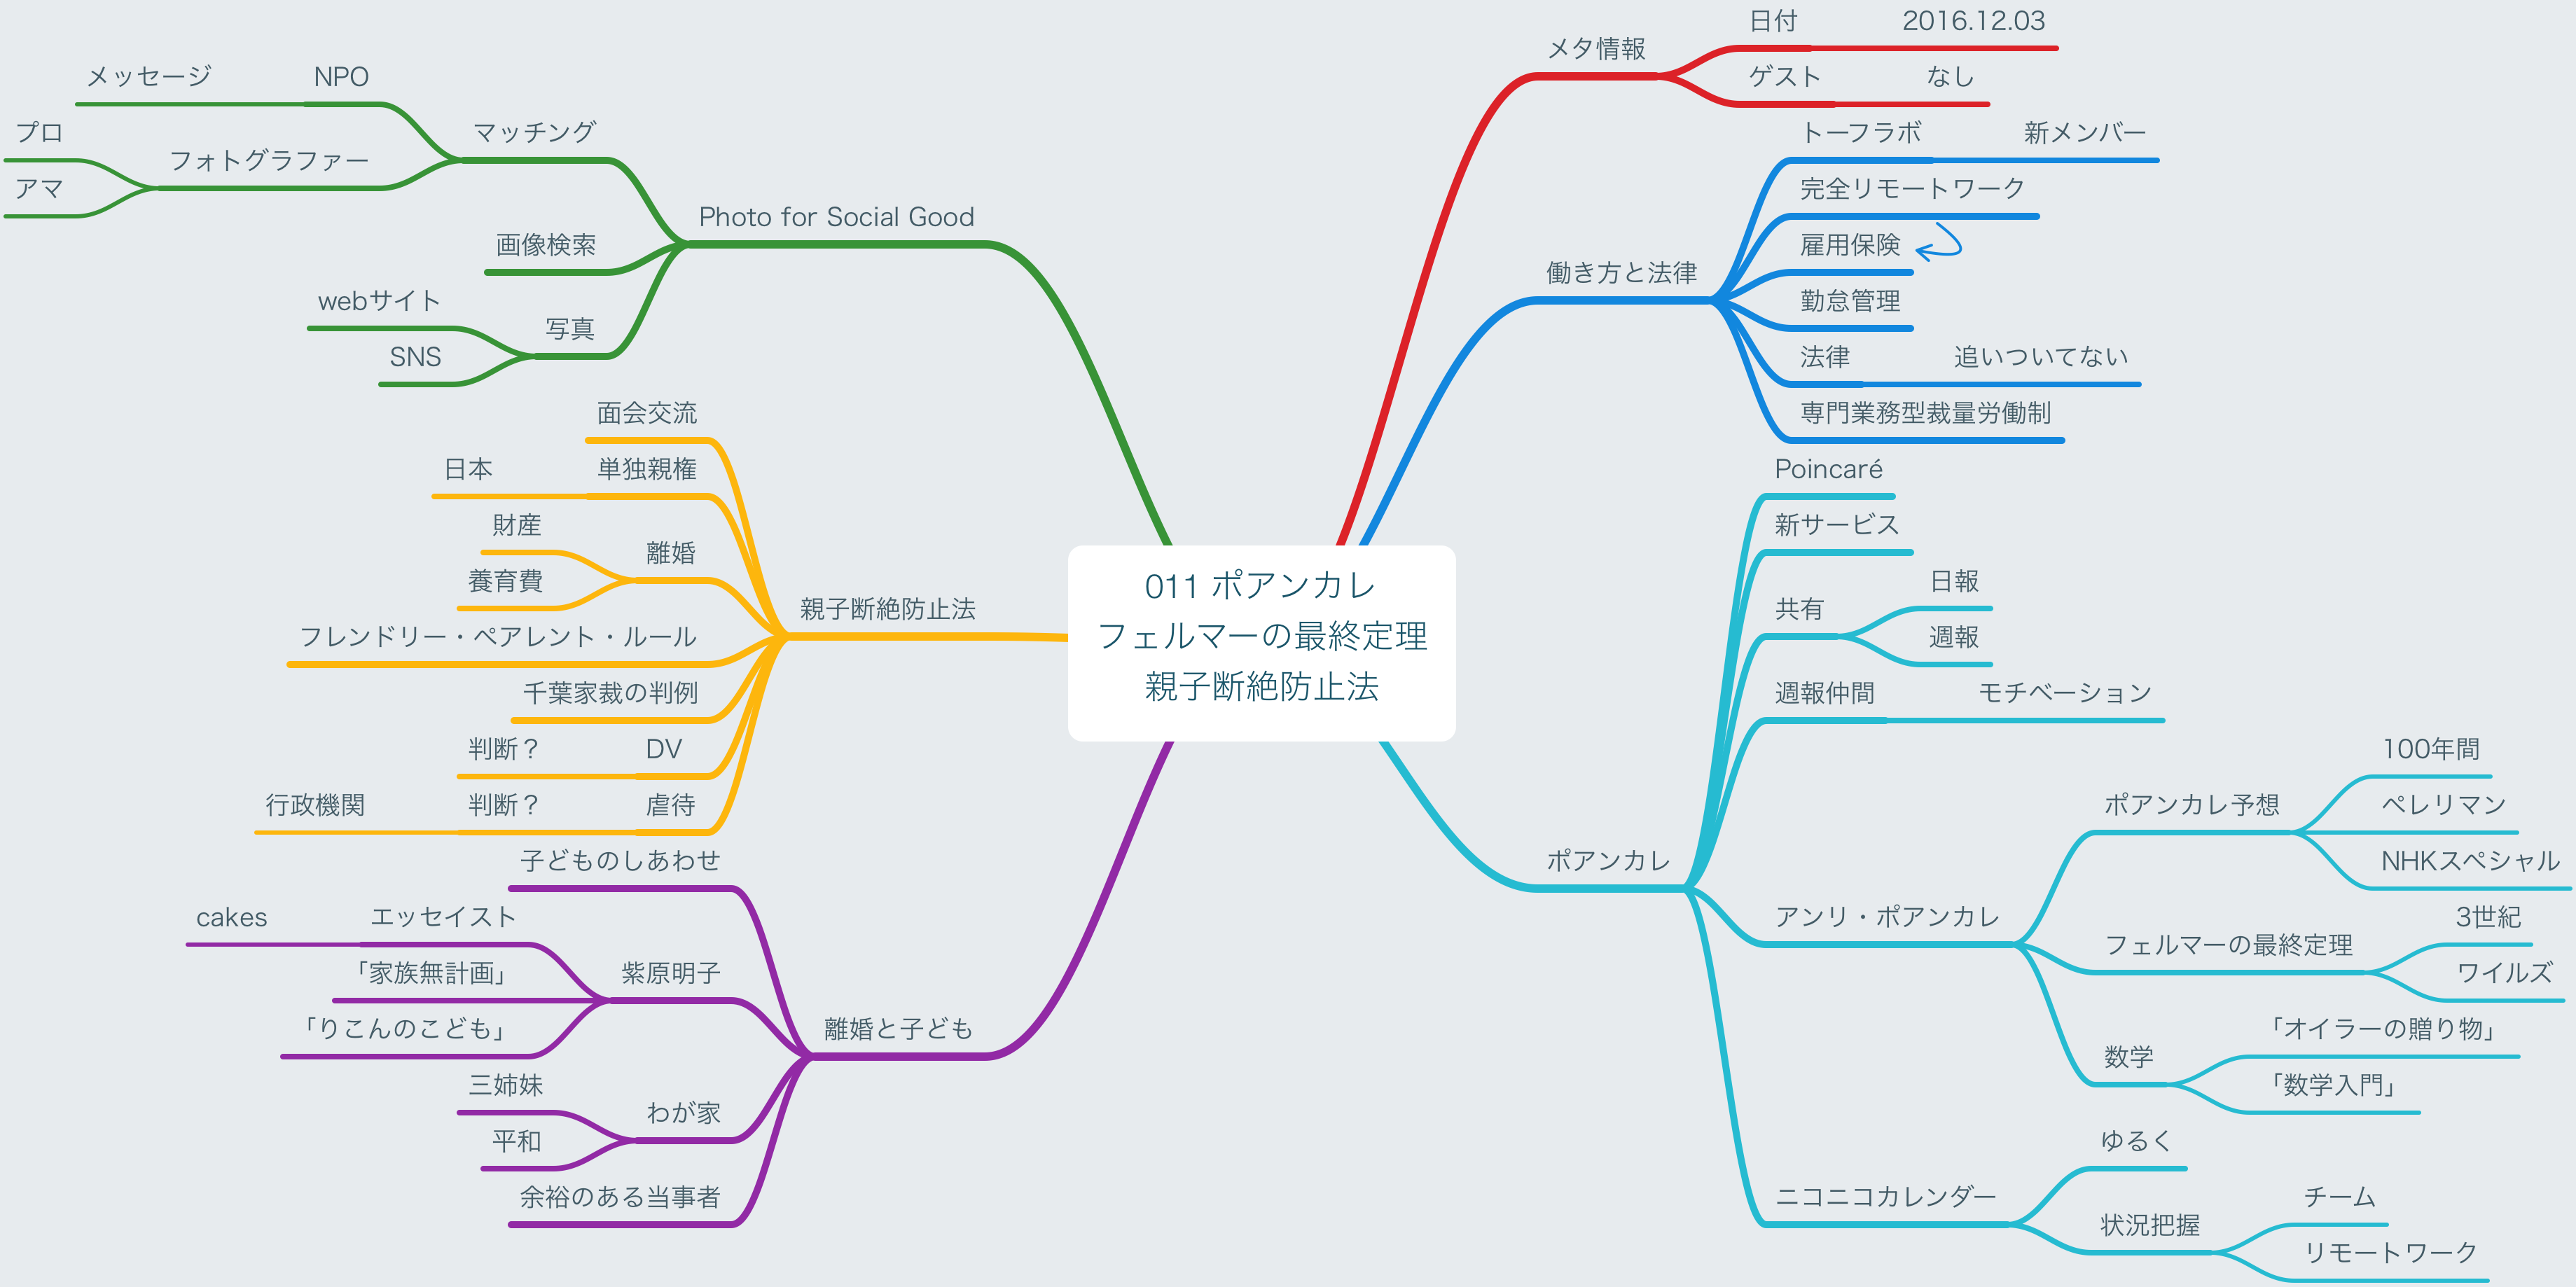 011 ポアンカレ
フェルマーの最終定理
親子断絶防止法
メタ情報
日付
2016.12.03
ゲスト
なし
働き方と法律
トーフラボ
新メンバー
完全リモートワーク
雇用保険
勤怠管理
法律
追いついてない
専門業務型裁量労働制
ポアンカレ
Poincaré
新サービス
共有
日報
週報
週報仲間
モチベーション
アンリ・ポアンカレ
ポアンカレ予想
100年間
ペレリマン
NHKスペシャル
フェルマーの最終定理
3世紀
ワイルズ
数学
「オイラーの贈り物」
「数学入門」
ニコニコカレンダー
ゆるく
状況把握
チーム
リモートワーク
Photo for Social Good
マッチング
NPO
メッセージ
フォトグラファー
プロ
アマ
画像検索
写真
webサイト
SNS
親子断絶防止法
面会交流
単独親権
日本
離婚
財産
養育費
フレンドリー・ペアレント・ルール
千葉家裁の判例
DV
判断？
虐待
判断？
行政機関
離婚と子ども
子どものしあわせ
紫原明子
エッセイスト
cakes
「家族無計画」
「りこんのこども」
わが家
三姉妹
平和
余裕のある当事者